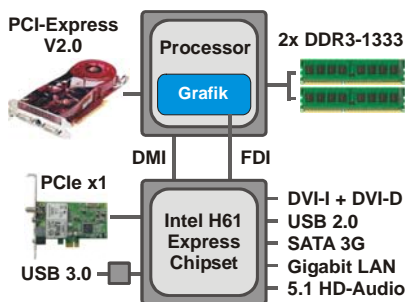 PCI-Express
V2.0
Processor
2x DDR3-1333
Grafik
DMI
FDI
PCIe x1
Intel H61
Express
Chipset
USB 3.0
DVI-I + DVI-D
USB 2.0
SATA 3G
Gigabit LAN
5.1 HD-Audio